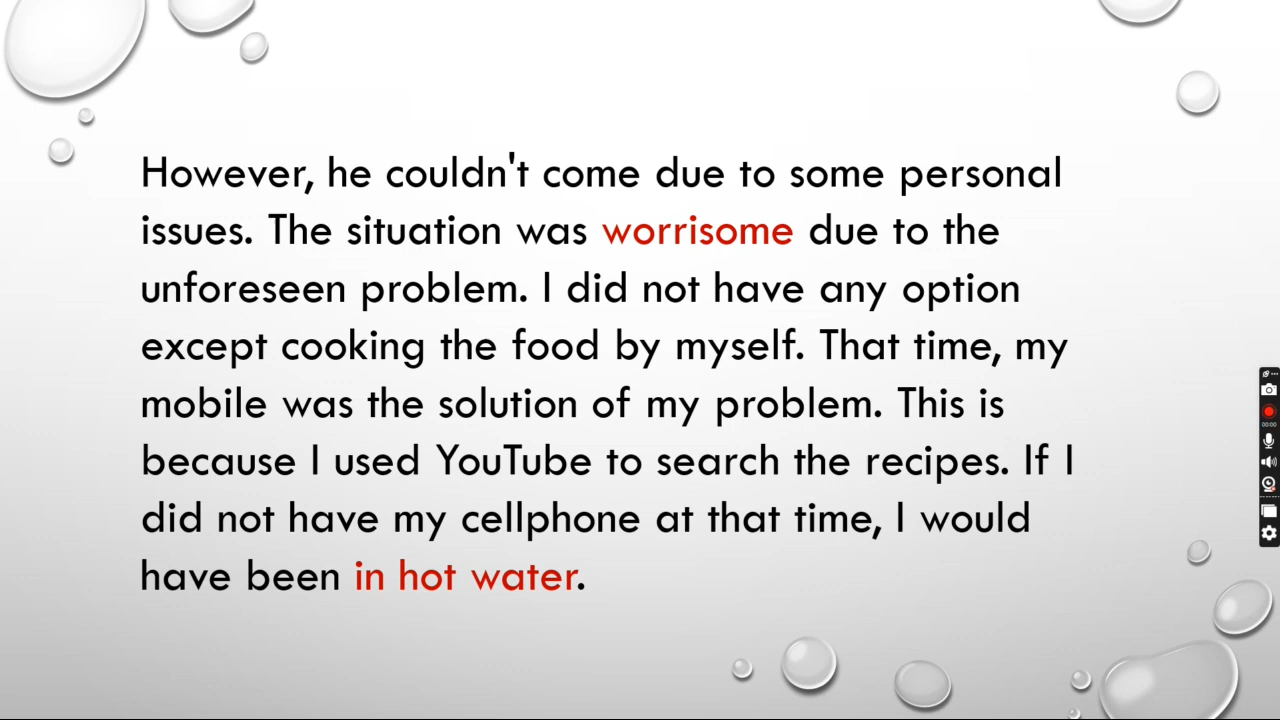 However, he couldn't come due to some personal
issues. The situation was worrisome due to the
unforeseen problem. I did not have any option
except cooking the food by myself. That time, my
mobile was the solution of my problem. This is
because I used YouTube to search the recipes. If I
did not have my cellphone at that time, I would
have been in hot water.
00:00